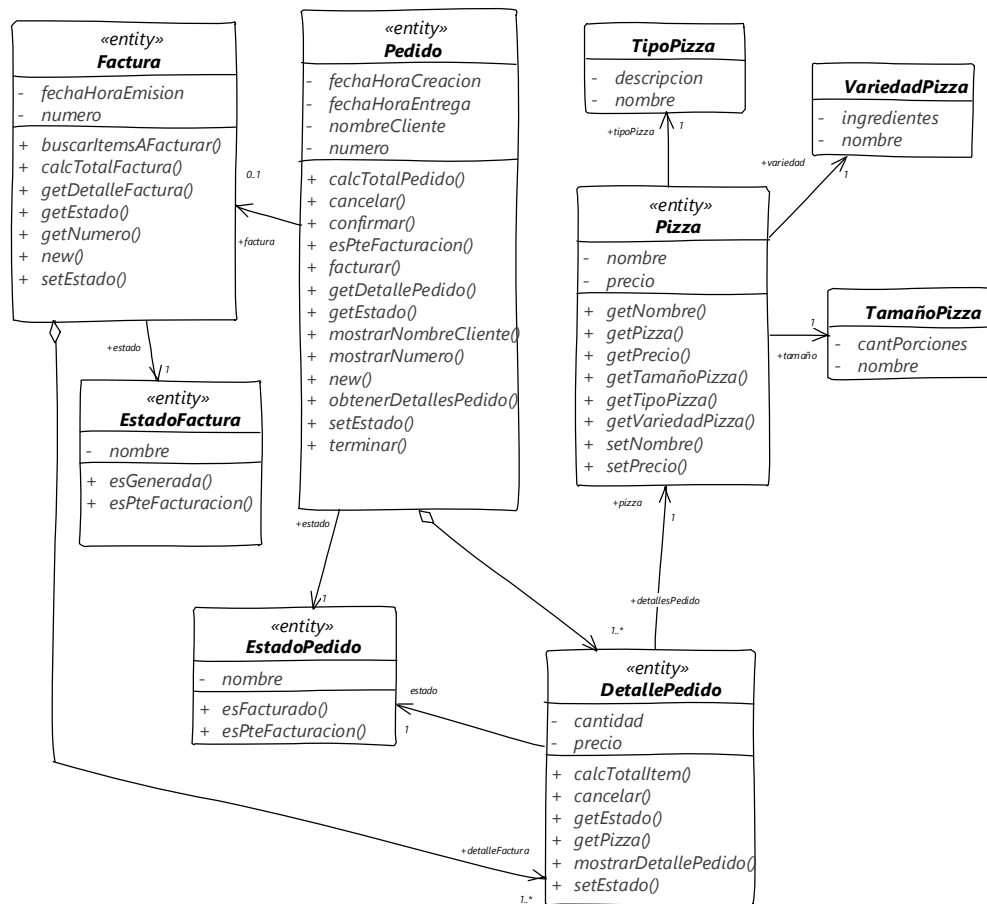 «entity»
Factura
- fechaHoraEmision
- numero
+ buscarItemsAFacturar()
+ calcTotalFactura()
+ getDetalleFactura()
+ getEstado()
+ getNumero()
+ new()
+ setEstado()
«entity»
Pedido
- fechaHoraCreacion
- fechaHoraEntrega
- nombreCliente
- numero
+ calcTotalPedido()
+ cancelar()
+ confirmar()
+ esPteFacturacion()
+ facturar()
+ getDetallePedido()
+ getEstado()
+ mostrarNombreCliente()
+ mostrarNumero()
+ new()
+ obtenerDetallesPedido()
+ setEstado()
+ terminar()
0..1
+factura
TipoPizza
- descripcion
- nombre
+tipoPizza
1
VariedadPizza
- ingredientes
- nombre
+variedad
1
«entity»
Pizza
- nombre
- precio
+ getNombre()
+ getPizza()
+ getPrecio()
+ getTamañoPizza()
+ getTipoPizza()
+ getVariedadPizza()
+ setNombre()
+ setPrecio()
TamañoPizza
- cantPorciones
- nombre
1
+tamaño
+estado
1
«entity»
EstadoFactura
- nombre
+ esGenerada()
+ esPteFacturacion()
+estado
1
+pizza
1
+detallesPedido
1..*
«entity»
EstadoPedido
- nombre
+ esFacturado()
+ esPteFacturacion()
estado
1
«entity»
DetallePedido
- cantidad
- precio
+ calcTotalItem()
+ cancelar()
+ getEstado()
+ getPizza()
+ mostrarDetallePedido()
+ setEstado()
+detalleFactura
1..*